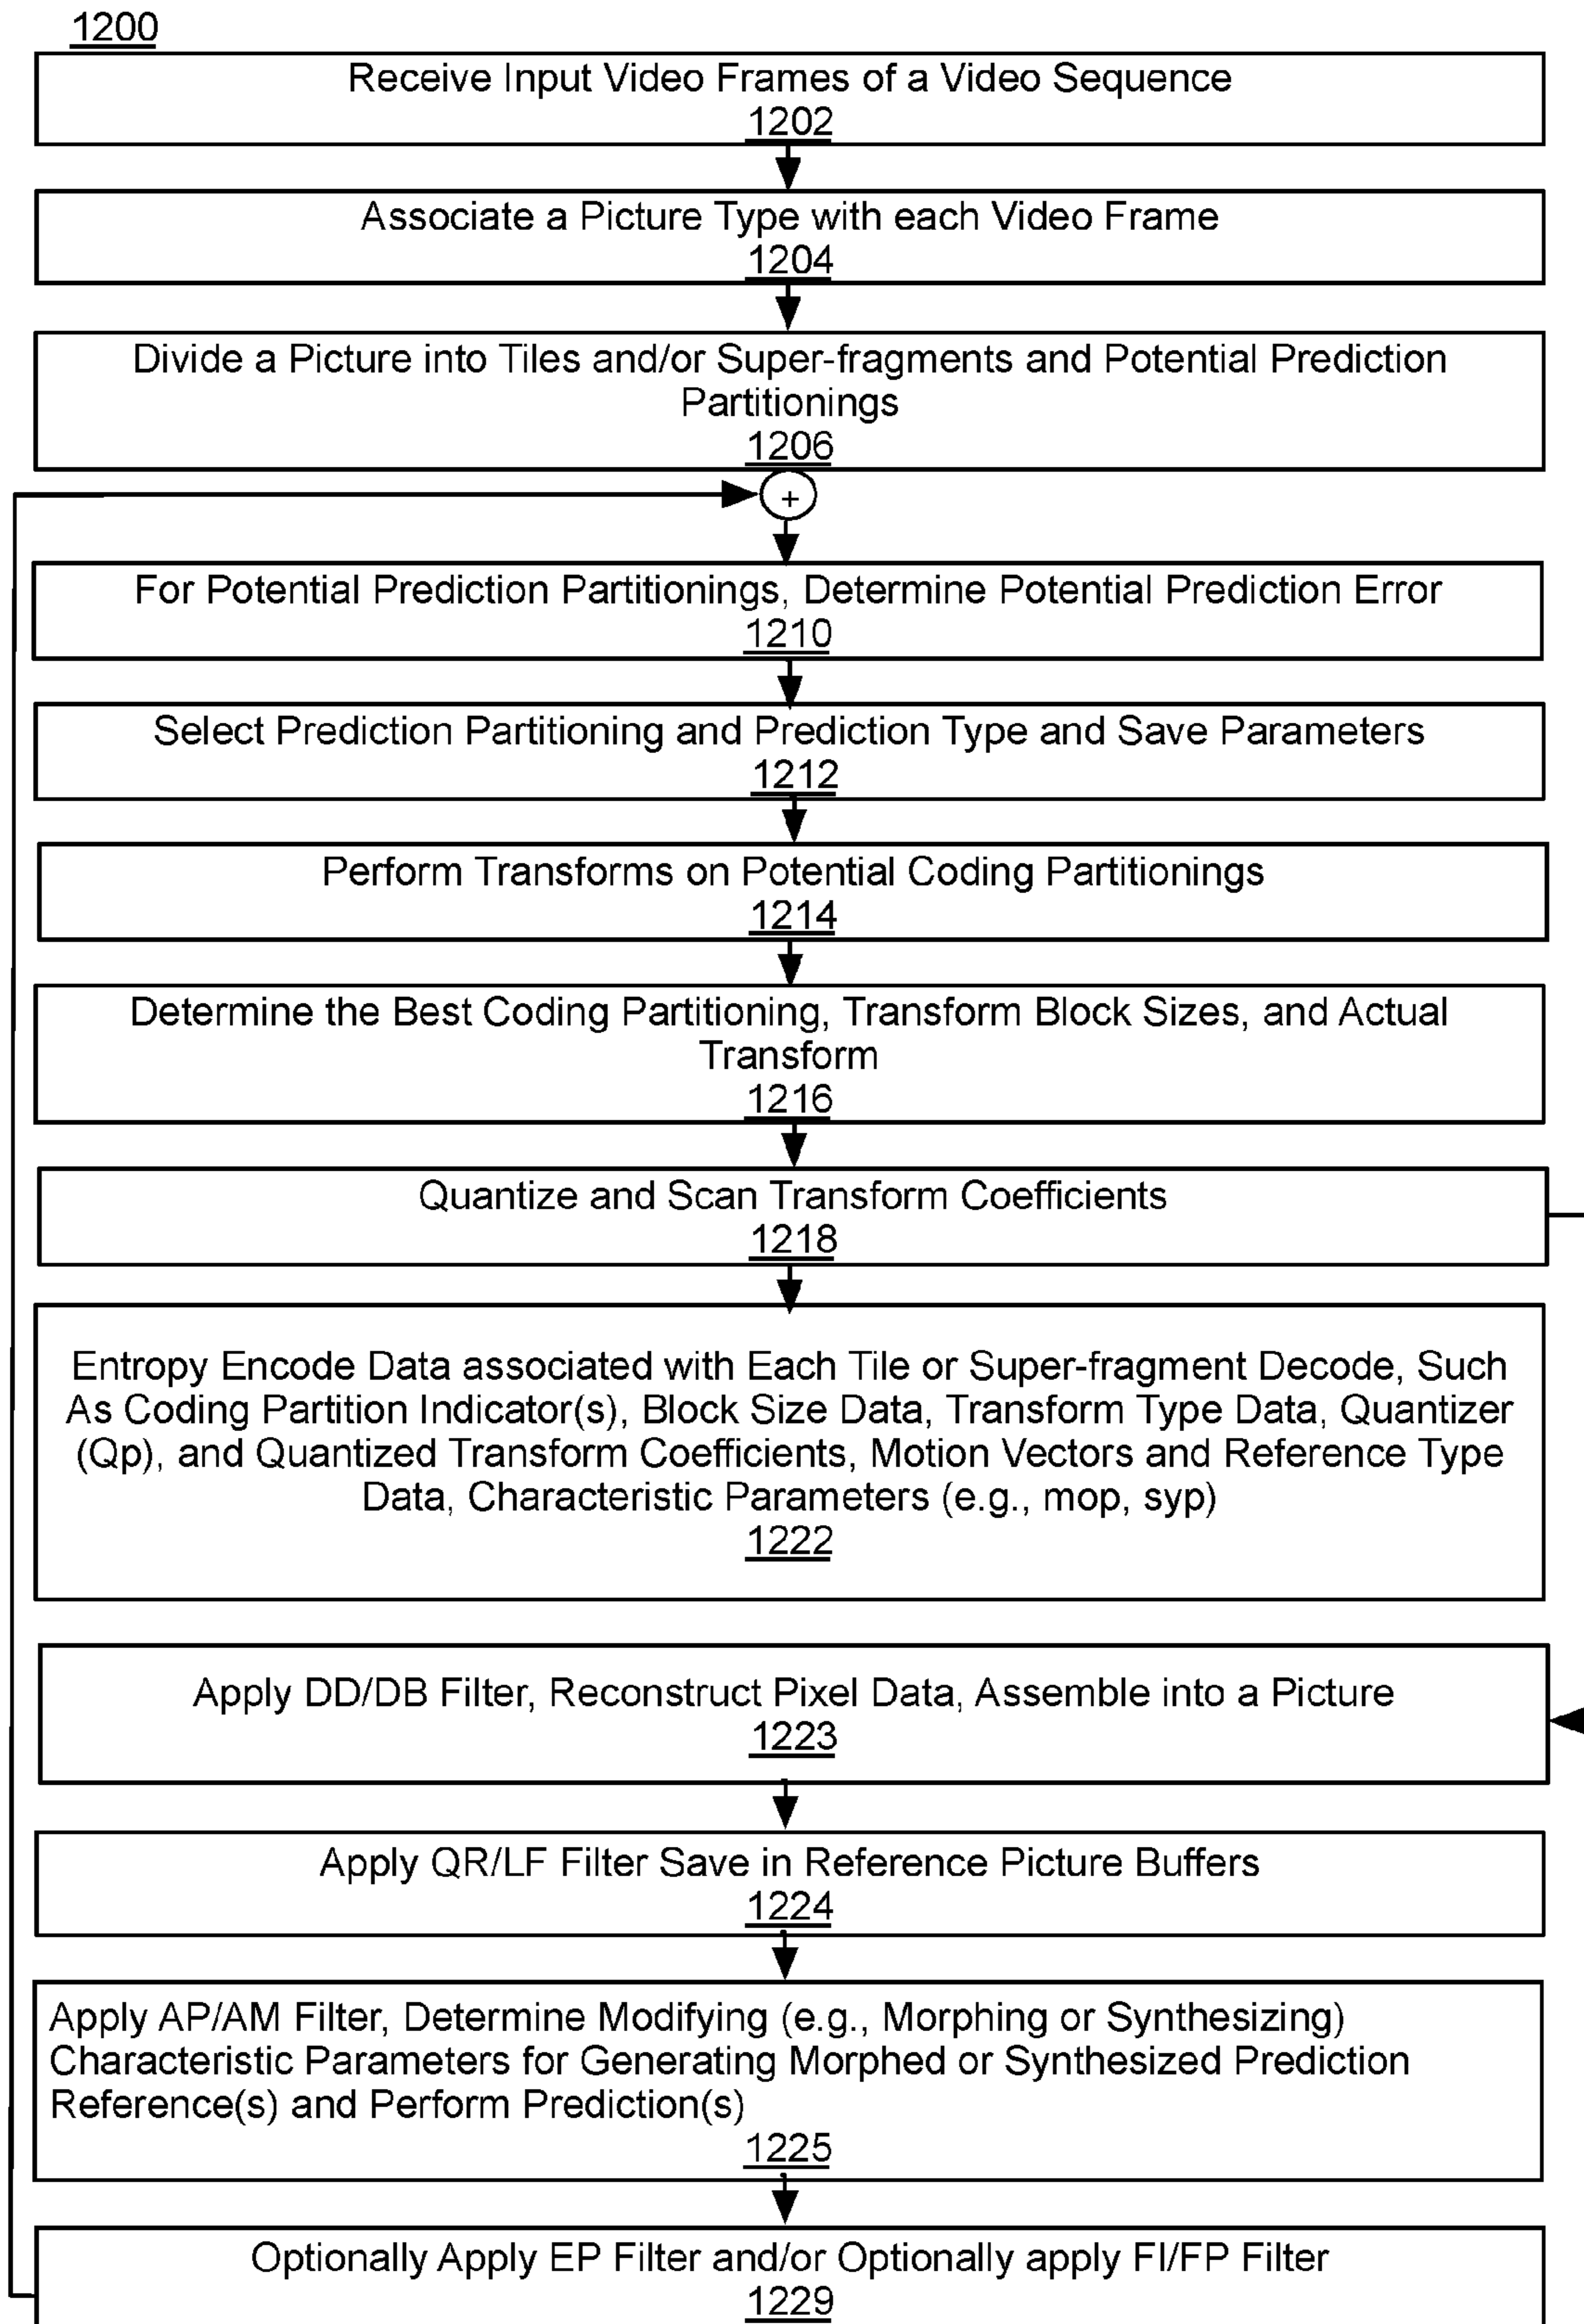 1200
Receive Input Video Frames of a Video Sequence
1202
Associate a Picture Type with each Video Frame
1204
Divide a Picture into Tiles and/or Super-fragments and Potential Prediction
Partitionings
1206
+
For Potential Prediction Partitionings, Determine Potential Prediction Error
1210
Select Prediction Partitioning and Prediction Type and Save Parameters
1212
Perform Transforms on Potential Coding Partitionings
1214
Determine the Best Coding Partitioning, Transform Block Sizes, and Actual
Transform
1216
Quantize and Scan Transform Coefficients
1218
Entropy Encode Data associated with Each Tile or Super-fragment Decode, Such
As Coding Partition Indicator(s), Block Size Data, Transform Type Data, Quantizer
(Qp), and Quantized Transform Coefficients, Motion Vectors and Reference Type
Data, Characteristic Parameters (e.g., mop, syp)
1222
Apply DD/DB Filter, Reconstruct Pixel Data, Assemble into a Picture
1223
Apply QR/LF Filter Save in Reference Picture Buffers
1224
Apply AP/AM Filter, Determine Modifying (e.g., Morphing or Synthesizing)
Characteristic Parameters for Generating Morphed or Synthesized Prediction
Reference(s) and Perform Prediction(s)
1225
Optionally Apply EP Filter and/or Optionally apply FI/FP Filter
1229